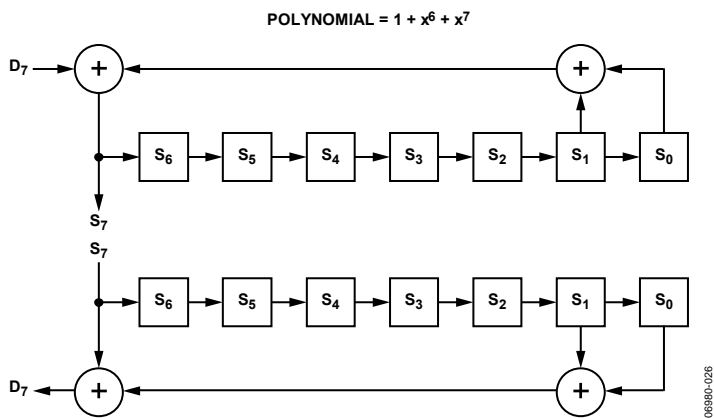 POLYNOMIAL = 1 + x⁶ + x⁷
D₇ + +
S₆ S₅ S₄ S₃ S₂ S₁ S₀
S₇
S₇
S₆ S₅ S₄ S₃ S₂ S₁ S₀
D₇ + +
06980-026